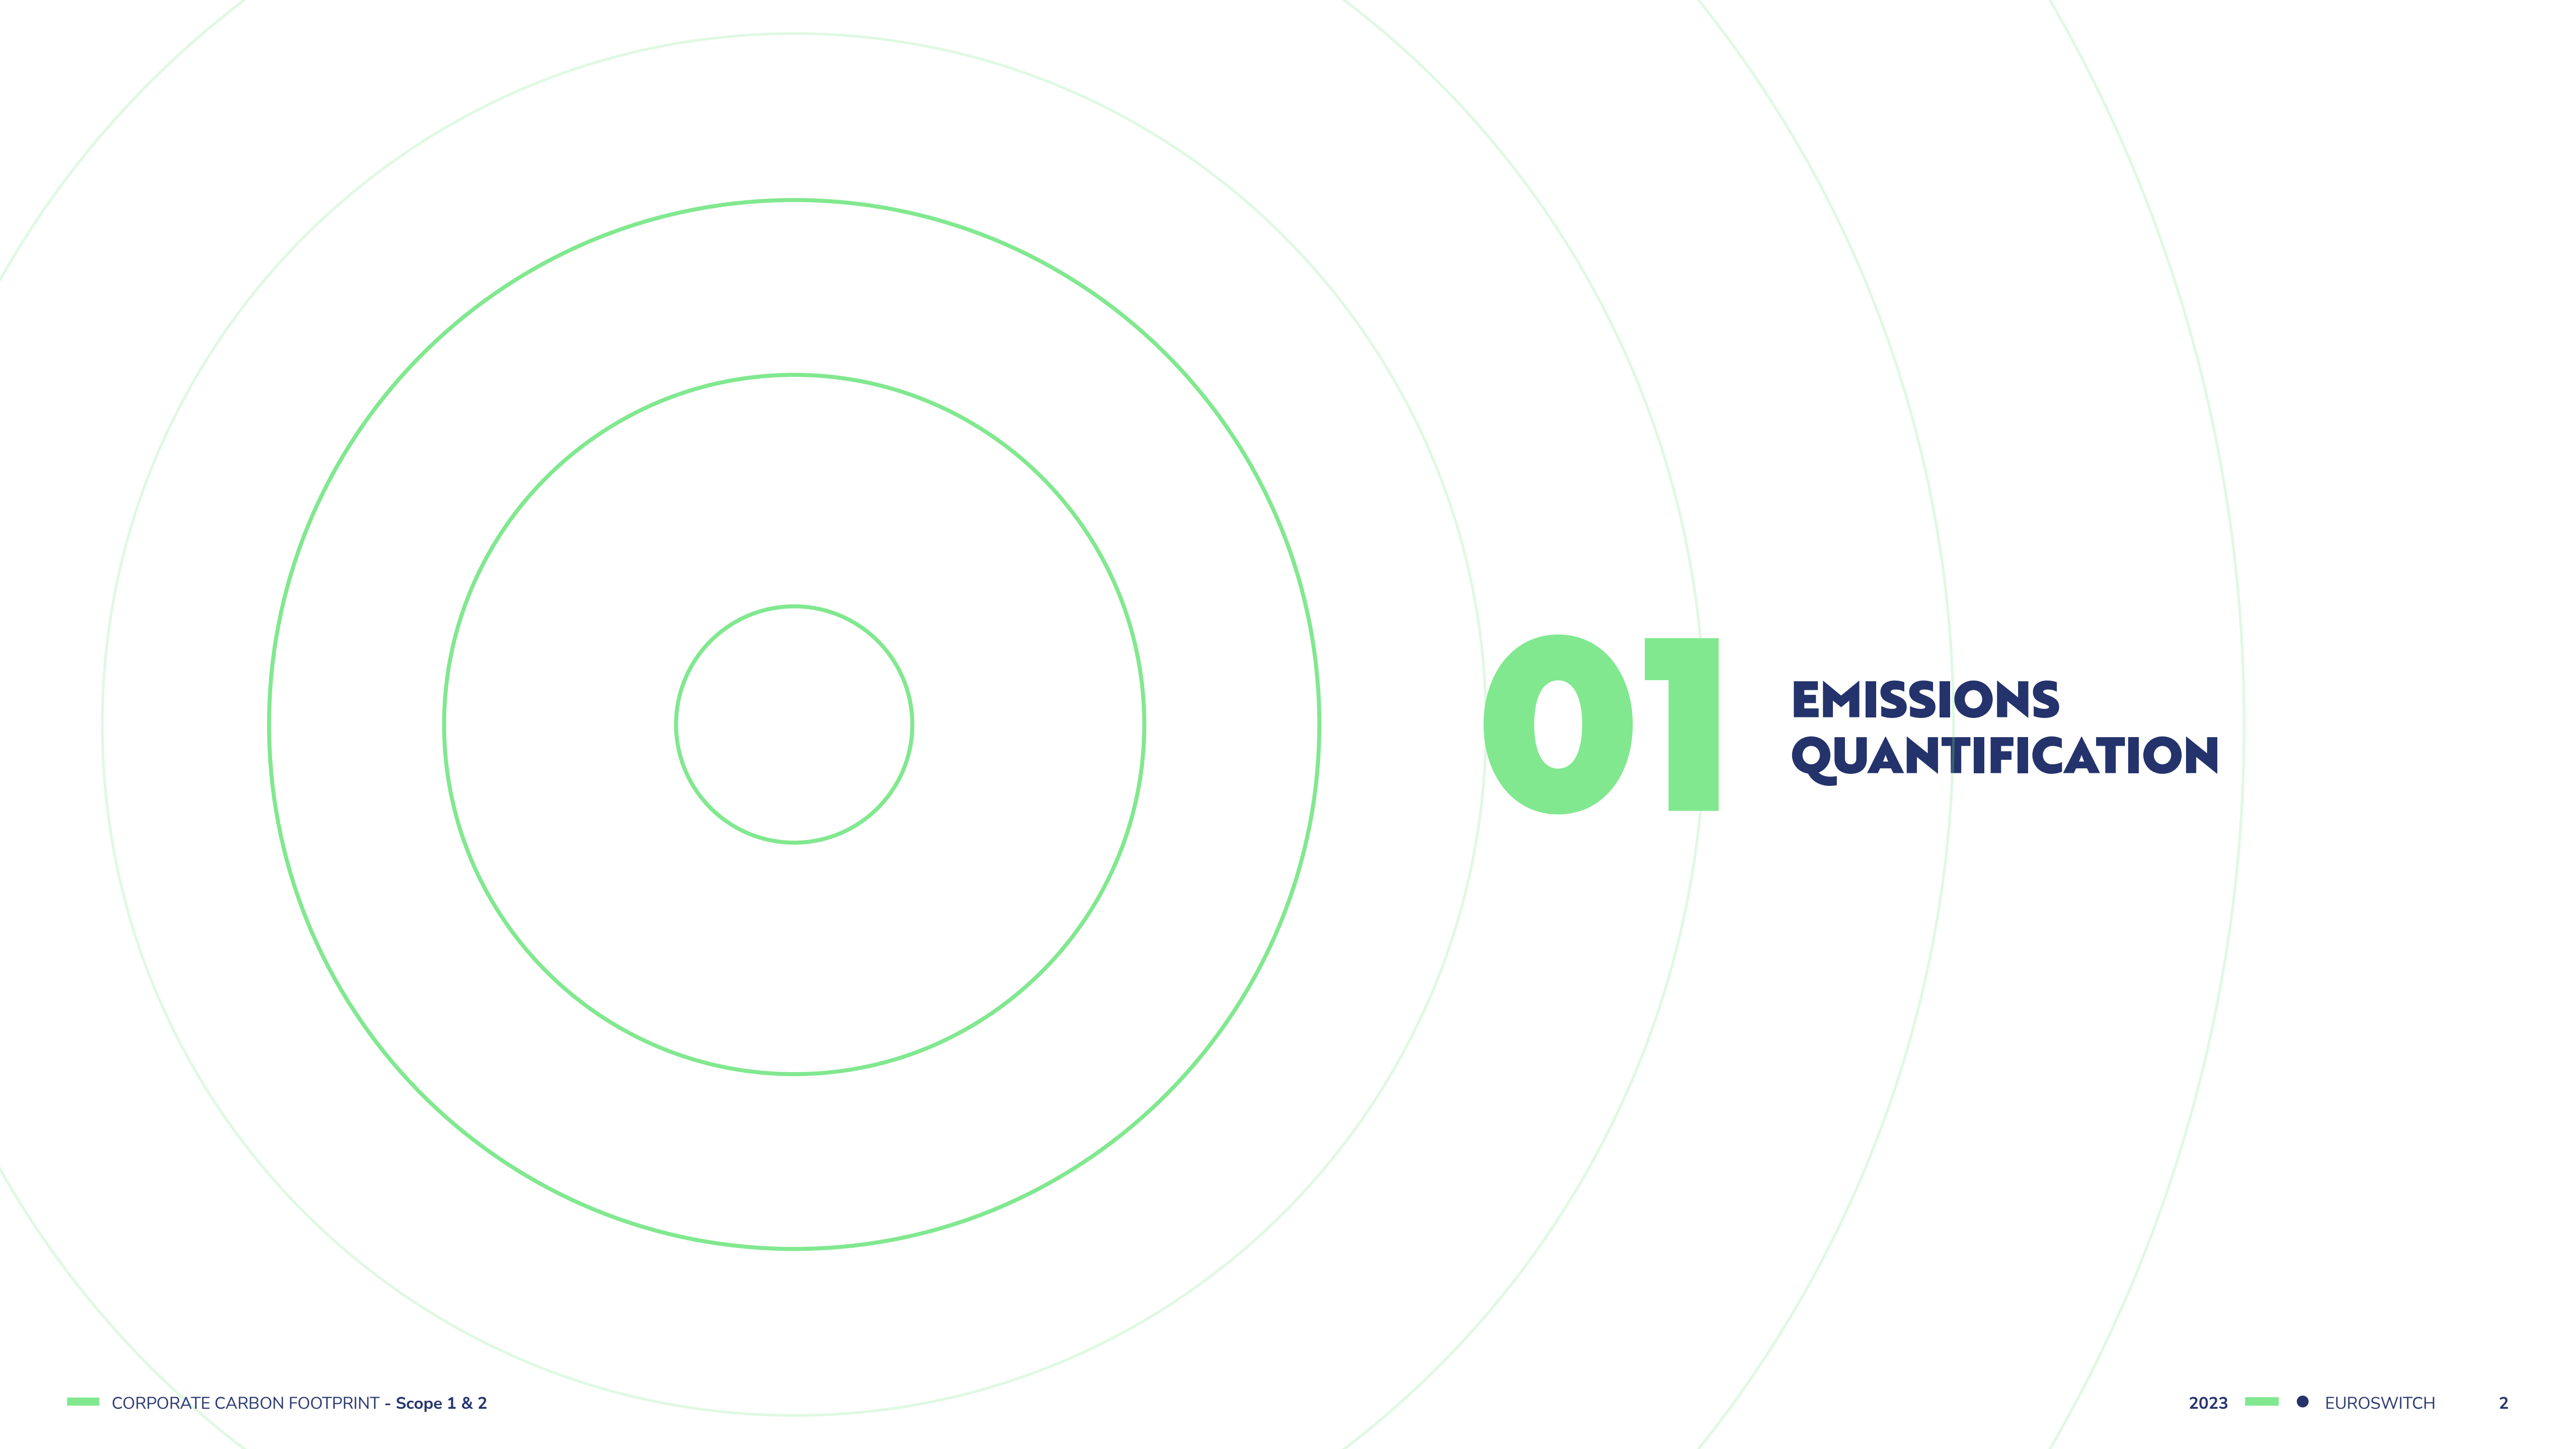 01
EMISSIONS
QUANTIFICATION
CORPORATE CARBON FOOTPRINT - Scope 1 & 2
2023 EUROSWITCH 2